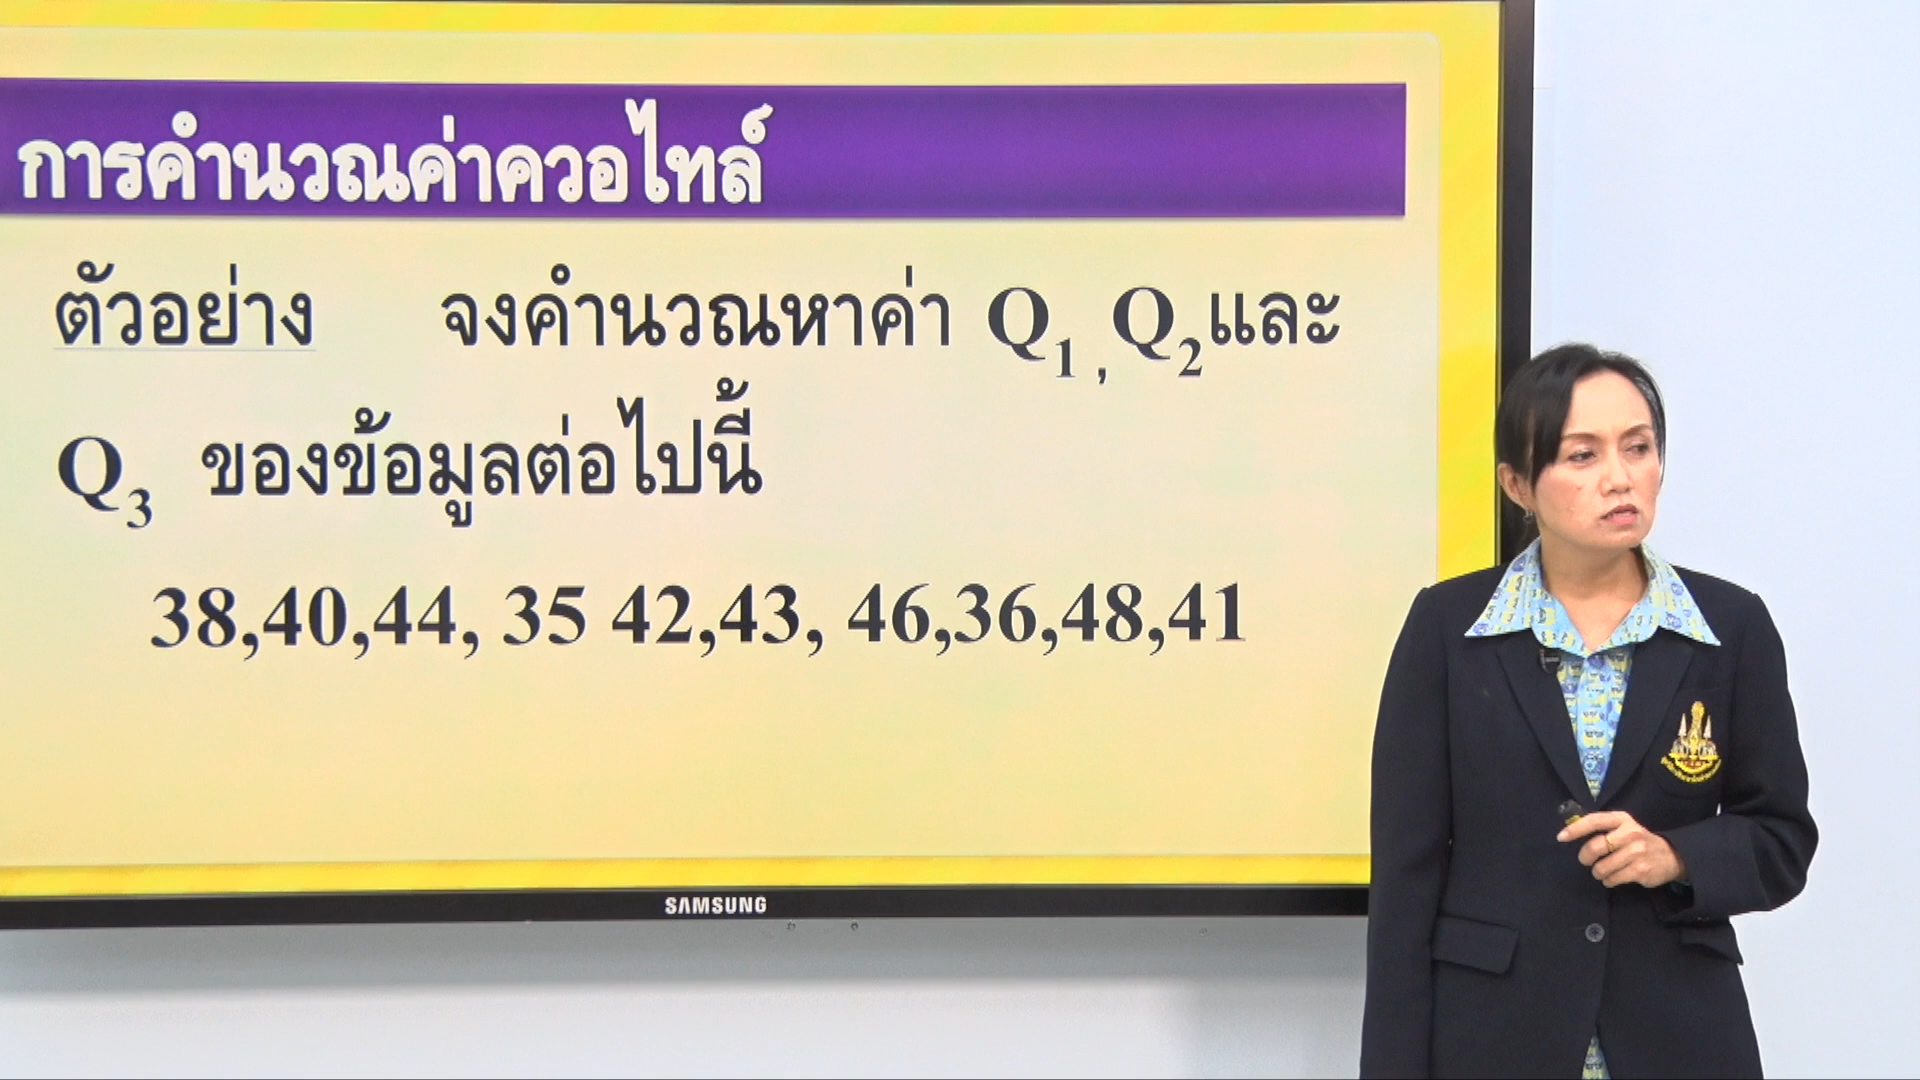 การคำนวณค่าควอไทล์
ตัวอย่าง จงคำนวณหาค่า Q1 , Q2 และ
Q3 ของข้อมูลต่อไปนี้
38,40,44, 35 42,43, 46,36,48,41
SAMSUNG